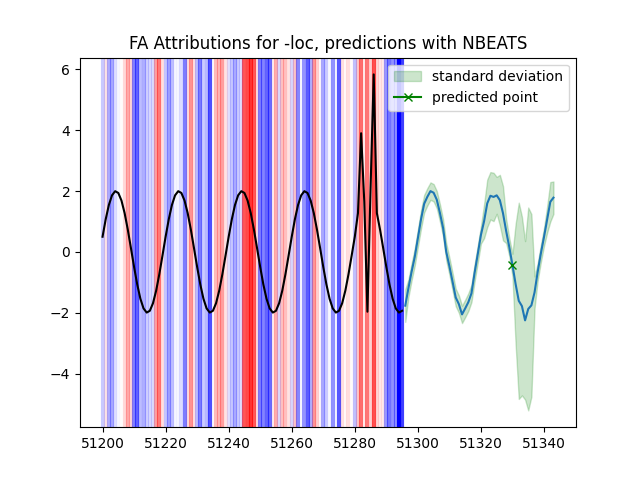 FA Attributions for -loc, predictions with NBEATS
standard deviation
predicted point
6
4
2
0
−2
−4
51200 51220 51240 51260 51280 51300 51320 51340